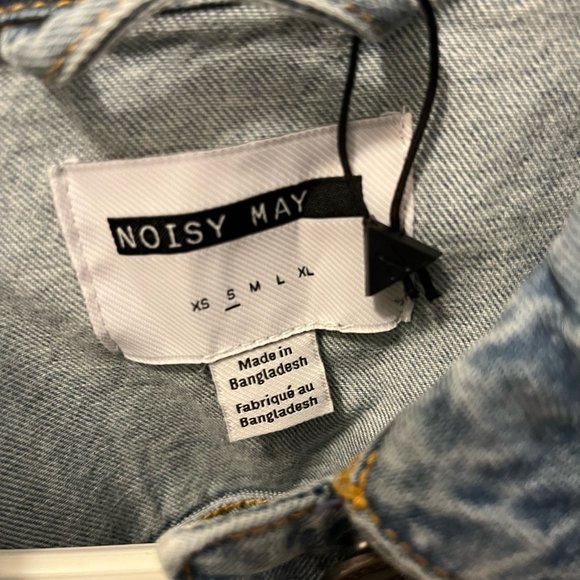 NOISY MAY
XS S M L XL
Made in
Bangladesh
Fabriqué au
Bangladesh